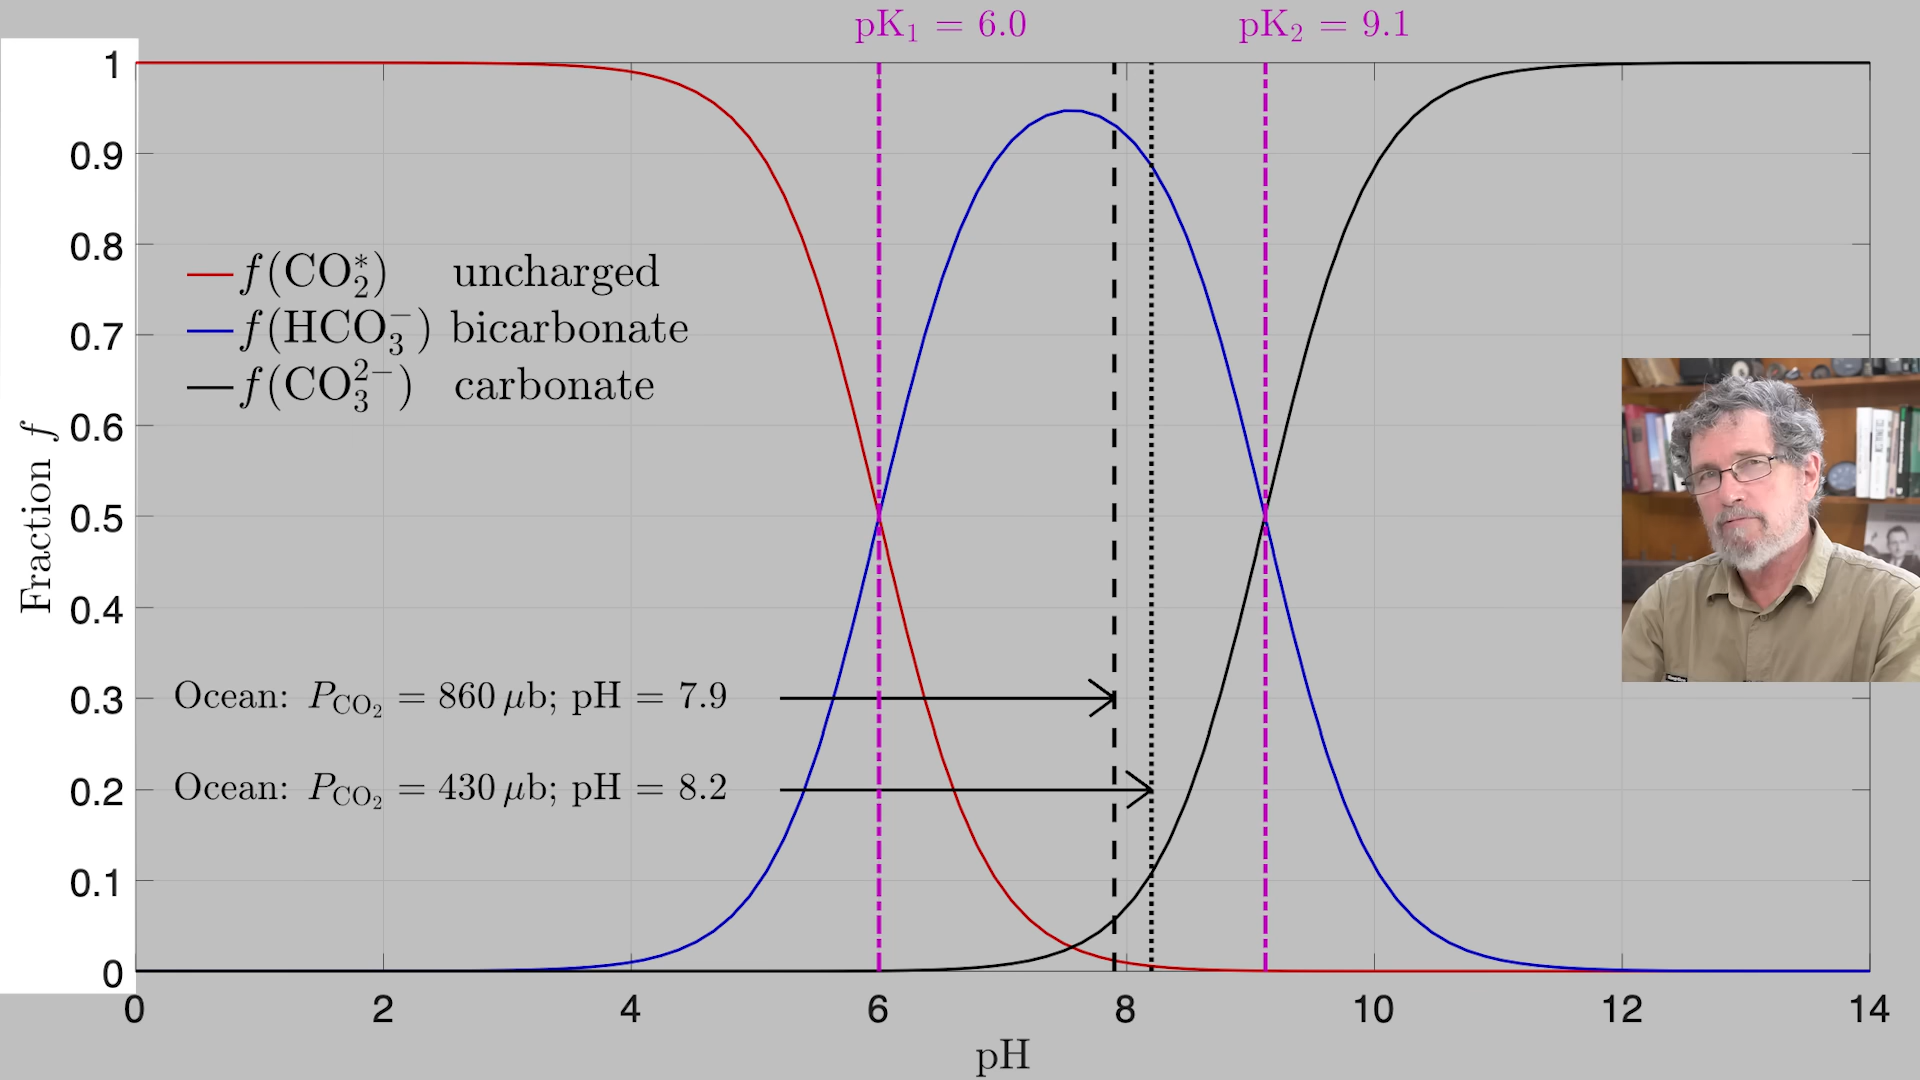 pK₁ = 6.0
pK₂ = 9.1
1
0.9
0.8
0.7
0.6
0.5
0.4
0.3
0.2
0.1
0
Fraction f
f(CO₂*) uncharged
f(HCO₃⁻) bicarbonate
f(CO₃²⁻) carbonate
Ocean: P_CO₂ = 860 μb; pH = 7.9
Ocean: P_CO₂ = 430 μb; pH = 8.2
0 2 4 6 8 10 12 14
pH